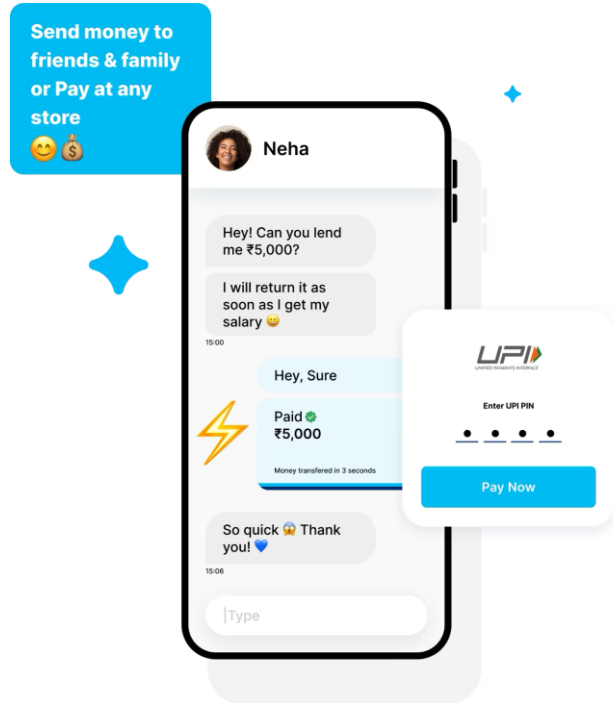 Send money to
friends & family
or Pay at any
store
😊💰
Neha
Hey! Can you lend
me ₹5,000?
I will return it as
soon as I get my
salary 😀
15:00
Hey, Sure
Paid
₹5,000
Money transfered in 3 seconds
So quick 😱 Thank
you! 💙
15:06
Type
UPI
UNIFIED PAYMENTS INTERFACE
Enter UPI PIN
Pay Now